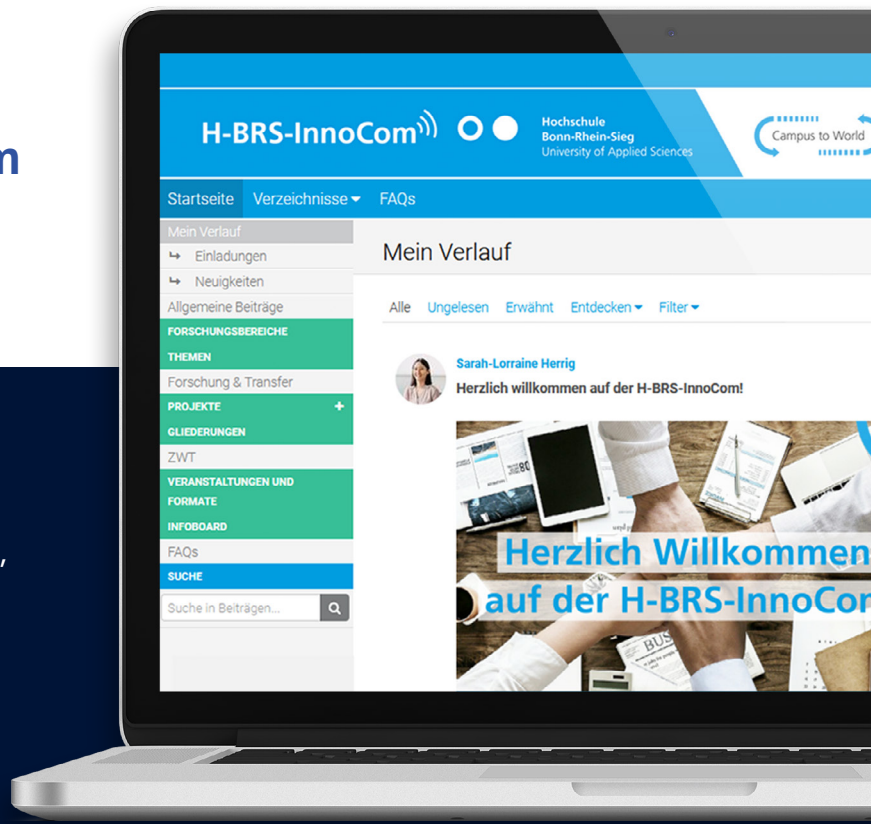 m
,
H-BRS-InnoCom
Hochschule
Bonn-Rhein-Sieg
University of Applied Sciences
Campus to World
Startseite Verzeichnisse FAQs
Mein Verlauf
Einladungen
Neuigkeiten
Allgemeine Beiträge
FORSCHUNGSBEREICHE
THEMEN
Forschung & Transfer
PROJEKTE +
GLIEDERUNGEN
ZWT
VERANSTALTUNGEN UND
FORMATE
INFOBOARD
FAQs
SUCHE
Suche in Beiträgen...
Mein Verlauf
Alle Ungelesen Erwähnt Entdecken Filter
Sarah-Lorraine Herrig
Herzlich willkommen auf der H-BRS-InnoCom!
Herzlich Willkommen
auf der H-BRS-InnoCom